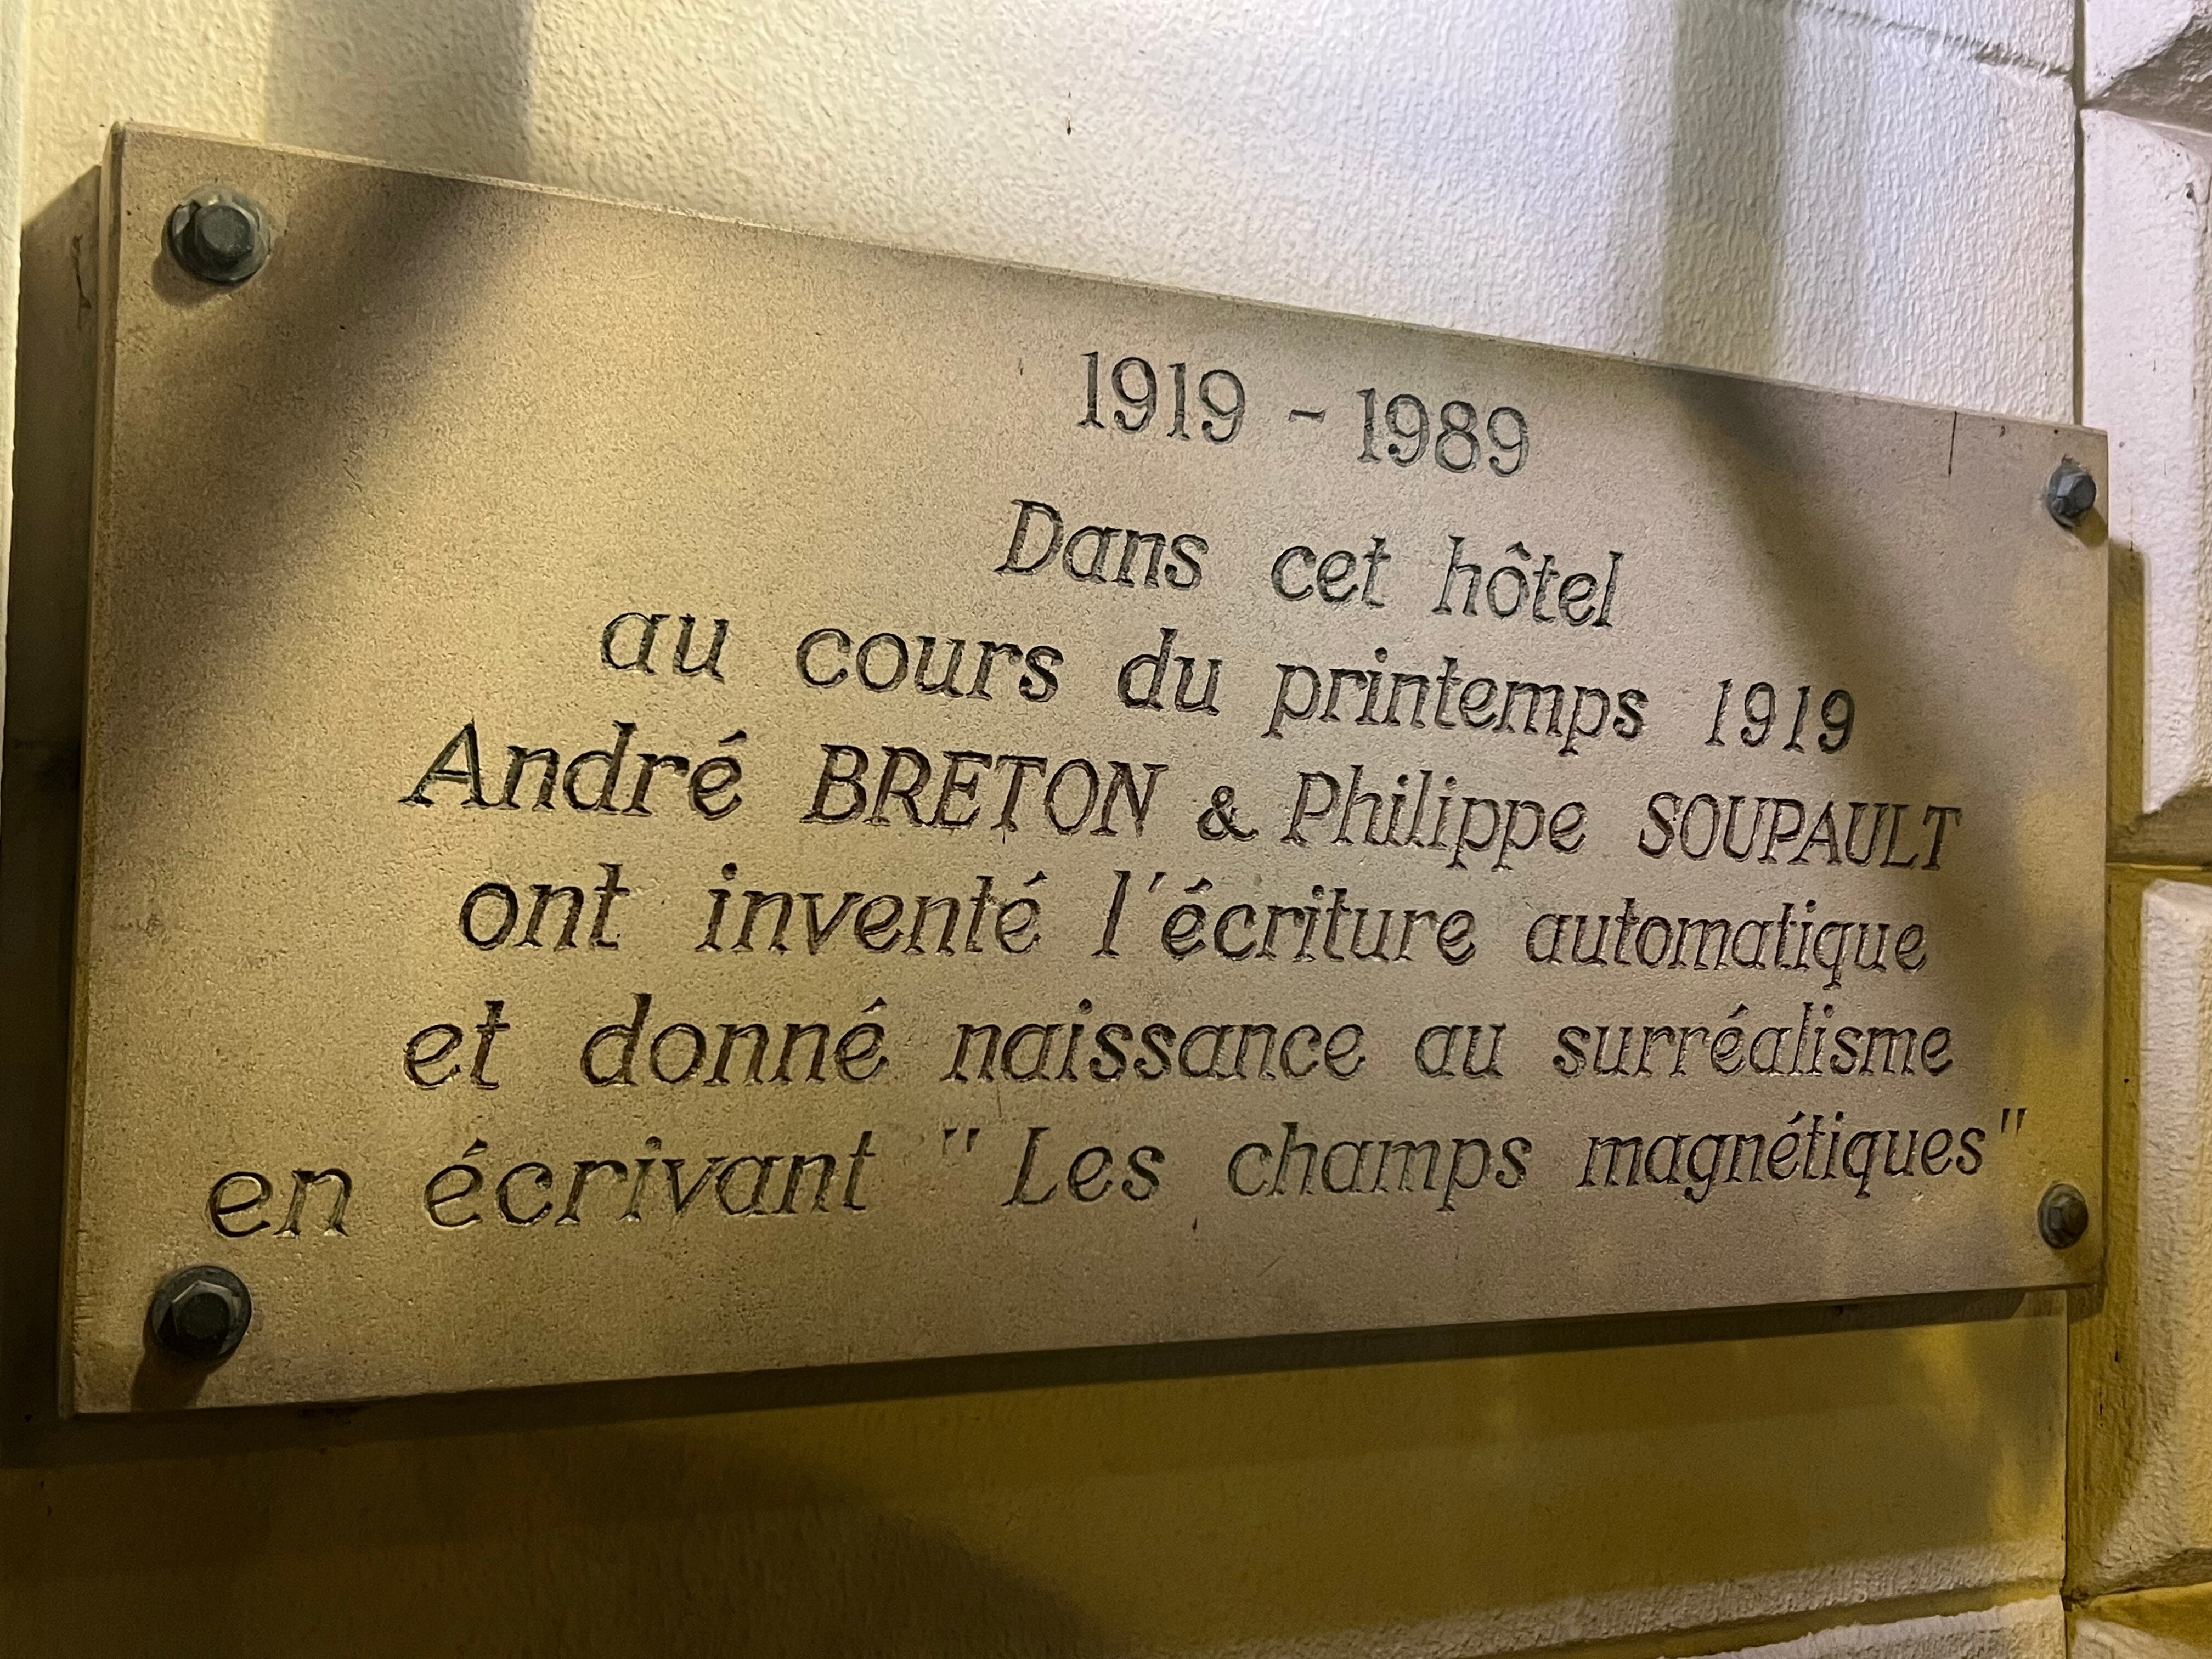 1919 - 1989
Dans cet hôtel
au cours du printemps 1919
André BRETON & Philippe SOUPAULT
ont inventé l'écriture automatique
et donné naissance au surréalisme
en écrivant "Les champs magnétiques"